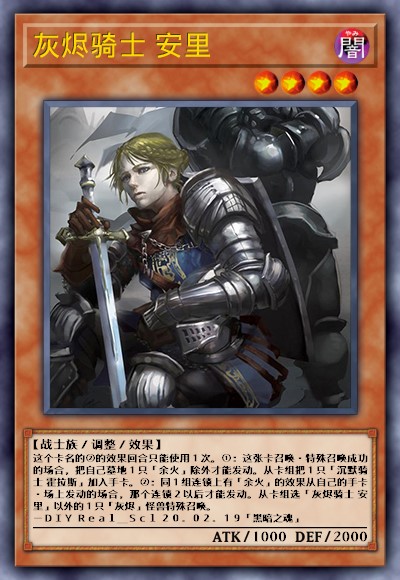 灰烬骑士 安里
やみ
闇
【战士族／调整／效果】
这个卡名的②的效果回合只能使用１次。①：这张卡召唤·特殊召唤成功
的场合，把自己墓地１只「余火」除外才能发动。从卡组把１只「沉默骑
士 霍拉斯」加入手卡。②：同１组连锁上有「余火」的效果从自己的手卡
·场上发动的场合，那个连锁２以后才能发动。从卡组选「灰烬骑士 安
里」以外的１只「灰烬」怪兽特殊召唤。
—ＤＩＹＲｅａｌ＿Ｓｃｌ２０．０２．１９「黑暗之魂」
ATK/1000 DEF/2000